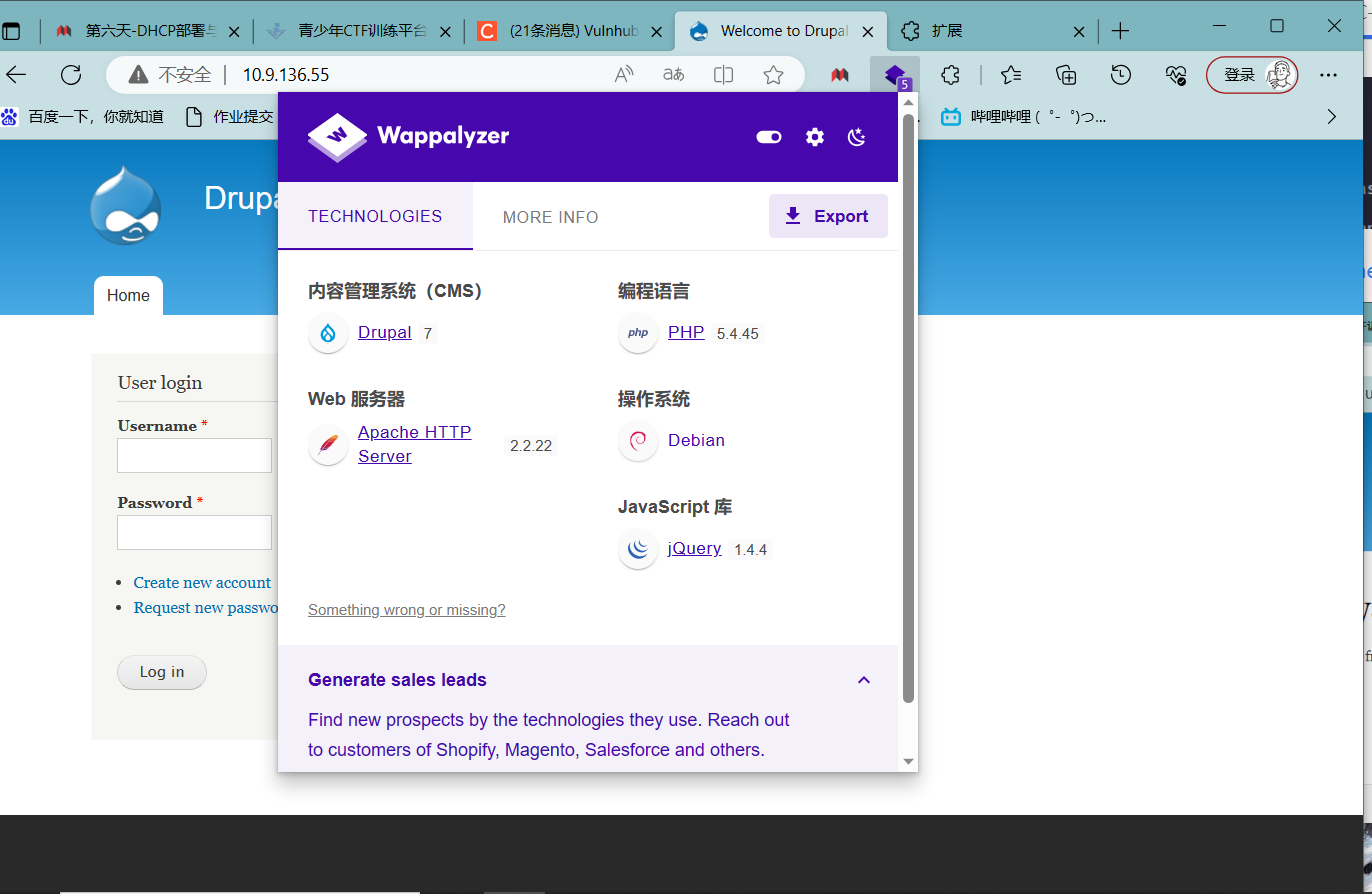 第六天-DHCP部署与
青少年CTF训练平台
(21条消息) Vulnhub
Welcome to Drupal
扩展
不安全 | 10.9.136.55
登录
百度一下，你就知道
作业提交
哔哩哔哩 (゜-゜)つ...
Drupa
Home
User login
Username *
Password *
Create new account
Request new passwo
Log in
5
Wappalyzer
TECHNOLOGIES
MORE INFO
Export
内容管理系统（CMS）
Drupal 7
编程语言
php PHP 5.4.45
Web 服务器
Apache HTTP
Server 2.2.22
操作系统
Debian
JavaScript 库
jQuery 1.4.4
Something wrong or missing?
Generate sales leads
Find new prospects by the technologies they use. Reach out
to customers of Shopify, Magento, Salesforce and others.